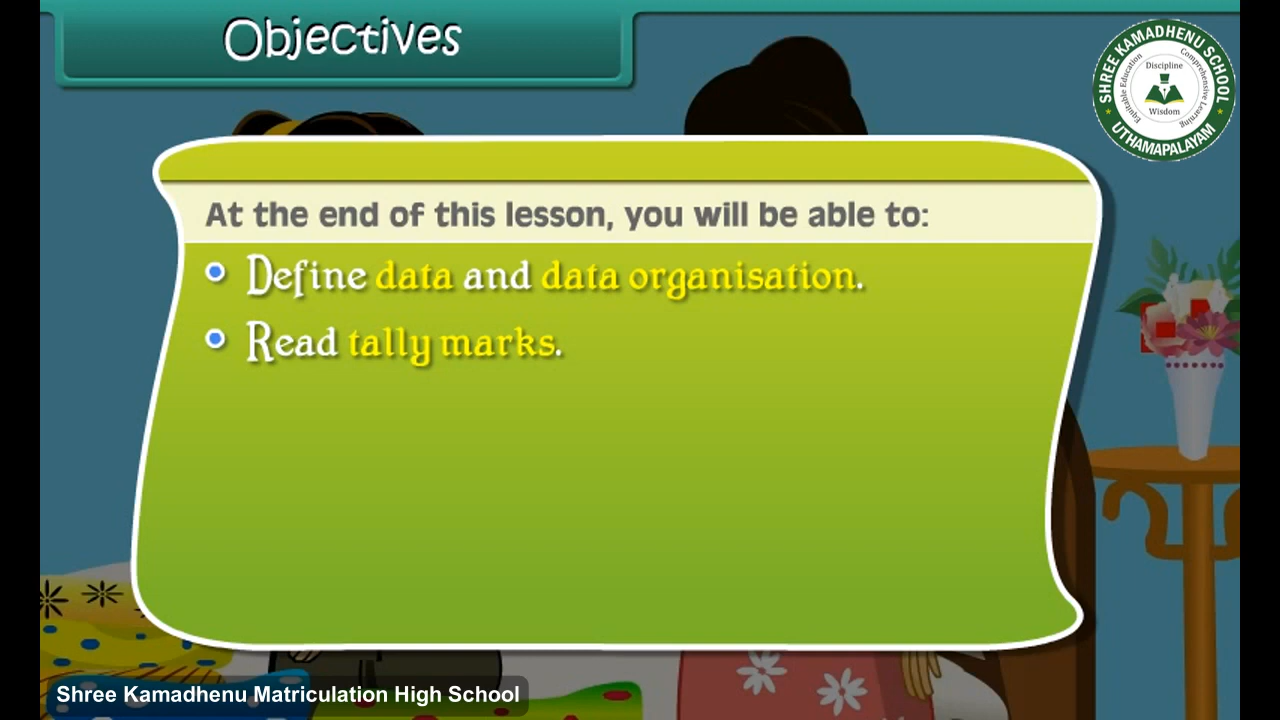 Objectives
SHREE KAMADHENU SCHOOL
Equitable Education
Comprehensive Learning
Discipline
Wisdom
UTHAMAPALAYAM
At the end of this lesson, you will be able to:
Define data and data organisation.
Read tally marks.
Shree Kamadhenu Matriculation High School